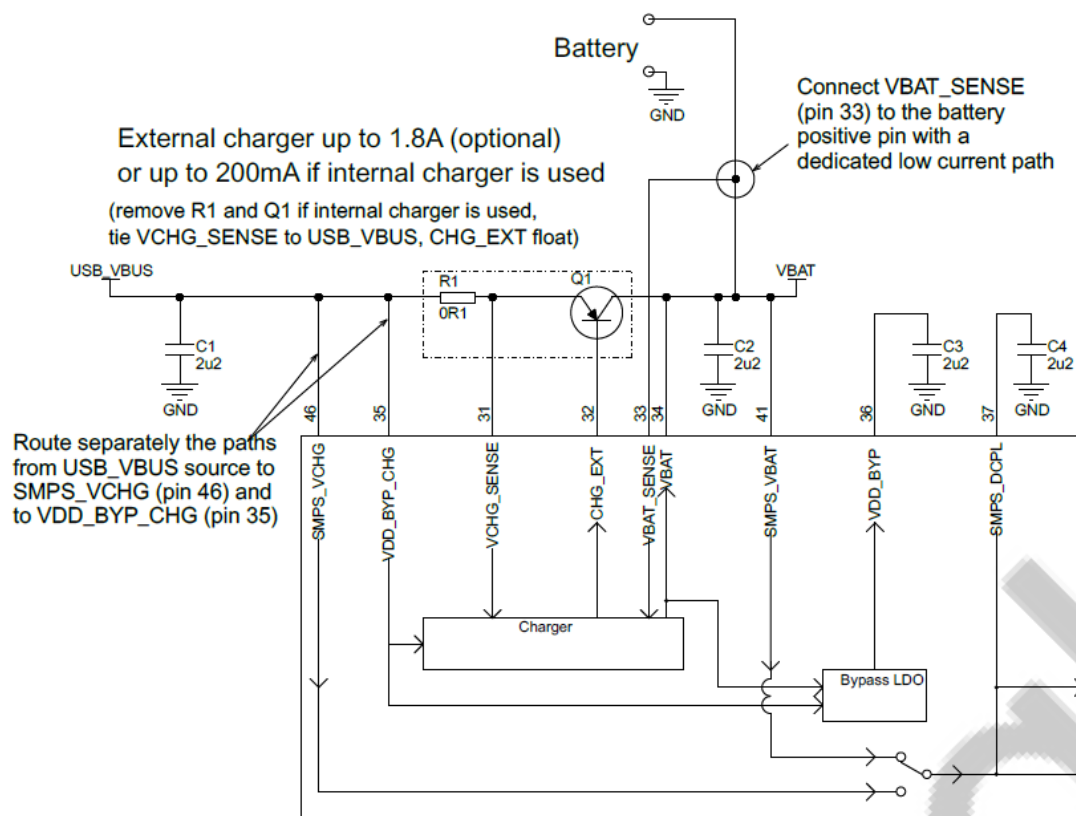 Battery
GND
Connect VBAT_SENSE
(pin 33) to the battery
positive pin with a
dedicated low current path
External charger up to 1.8A (optional)
or up to 200mA if internal charger is used
(remove R1 and Q1 if internal charger is used,
tie VCHG_SENSE to USB_VBUS, CHG_EXT float)
USB_VBUS
R1
0R1
Q1
VBAT
C1
2u2
GND
C2
2u2
GND
C3
2u2
GND
C4
2u2
GND
Route separately the paths
from USB_VBUS source to
SMPS_VCHG (pin 46) and
to VDD_BYP_CHG (pin 35)
46
35
31
32
33
34
41
36
37
SMPS_VCHG
VDD_BYP_CHG
VCHG_SENSE
CHG_EXT
VBAT_SENSE
VBAT
SMPS_VBAT
VDD_BYP
SMPS_DCPL
Charger
Bypass LDO